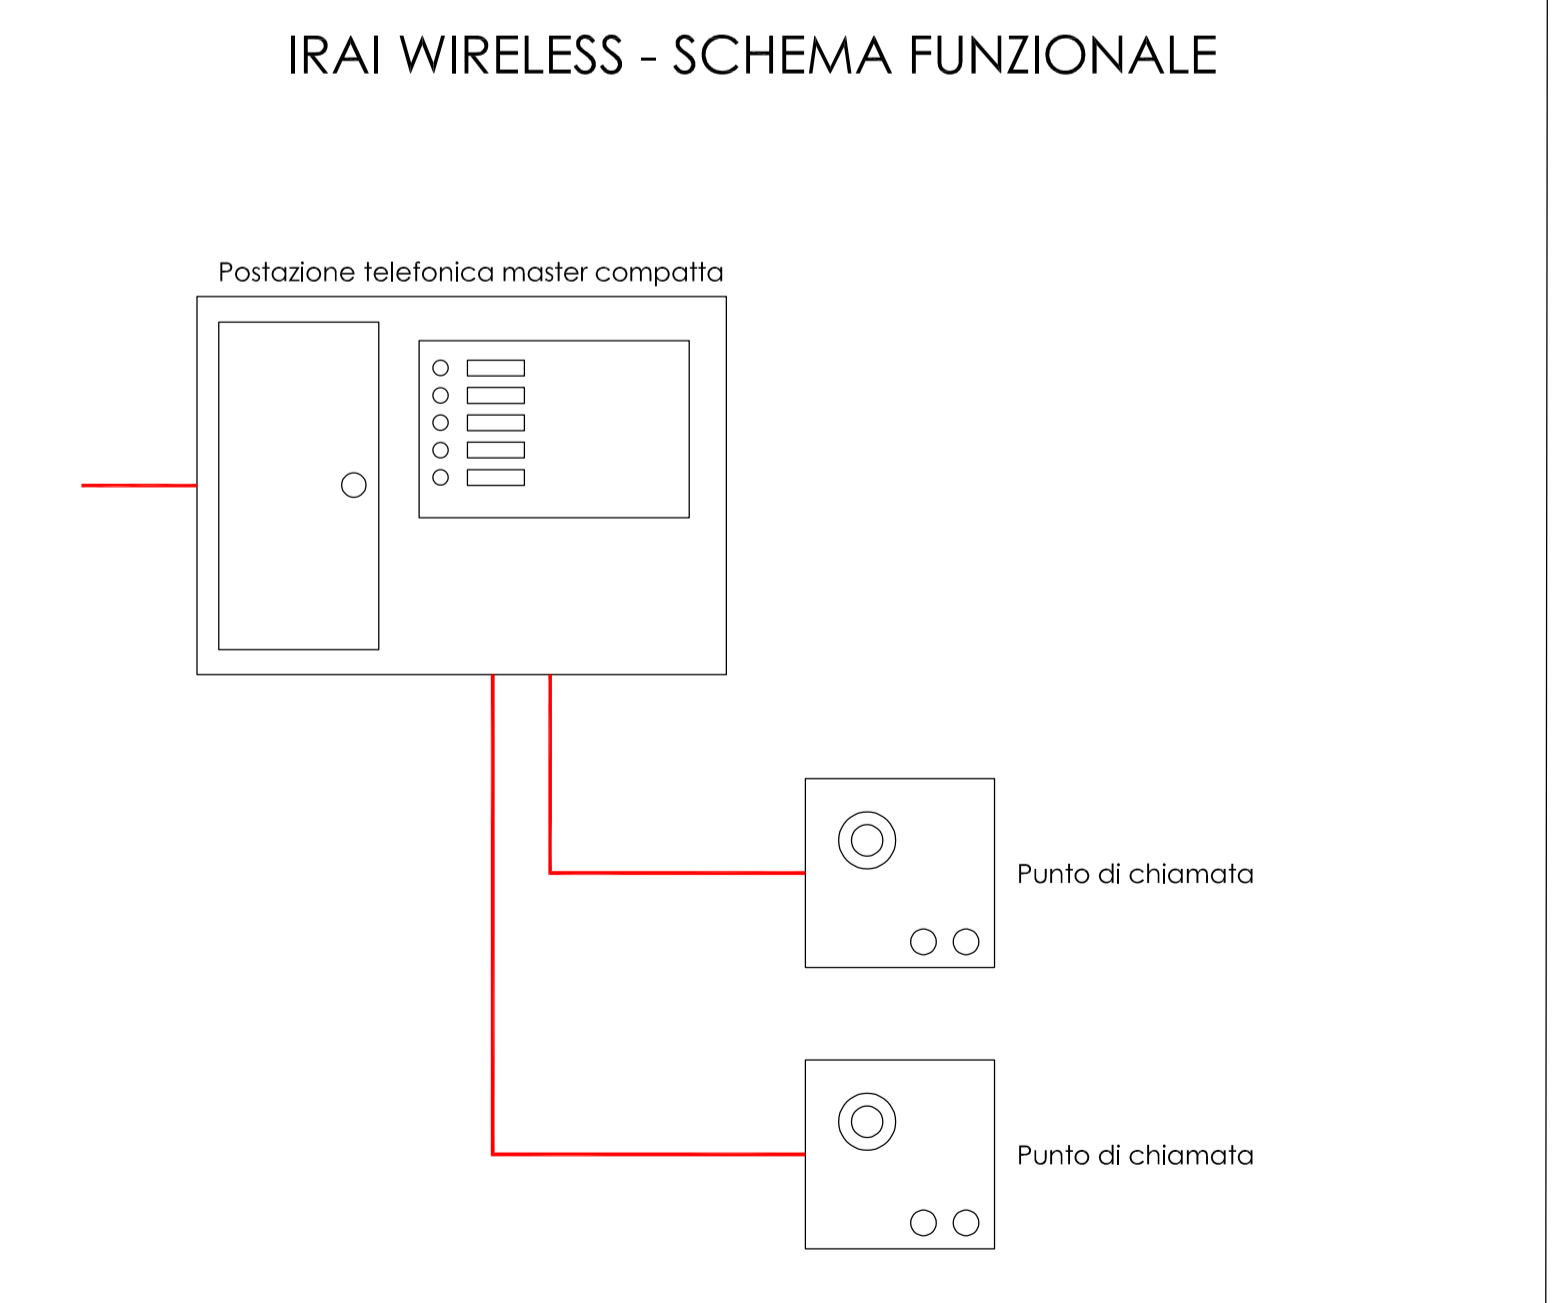 IRAI WIRELESS - SCHEMA FUNZIONALE
Postazione telefonica master compatta
Punto di chiamata
Punto di chiamata